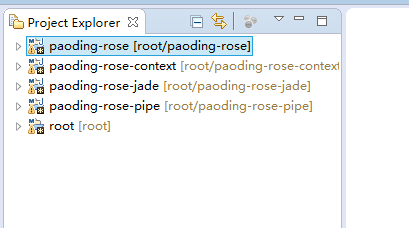 Project Explorer
paoding-rose [root/paoding-rose]
paoding-rose-context [root/paoding-rose-context
paoding-rose-jade [root/paoding-rose-jade]
paoding-rose-pipe [root/paoding-rose-pipe]
root [root]